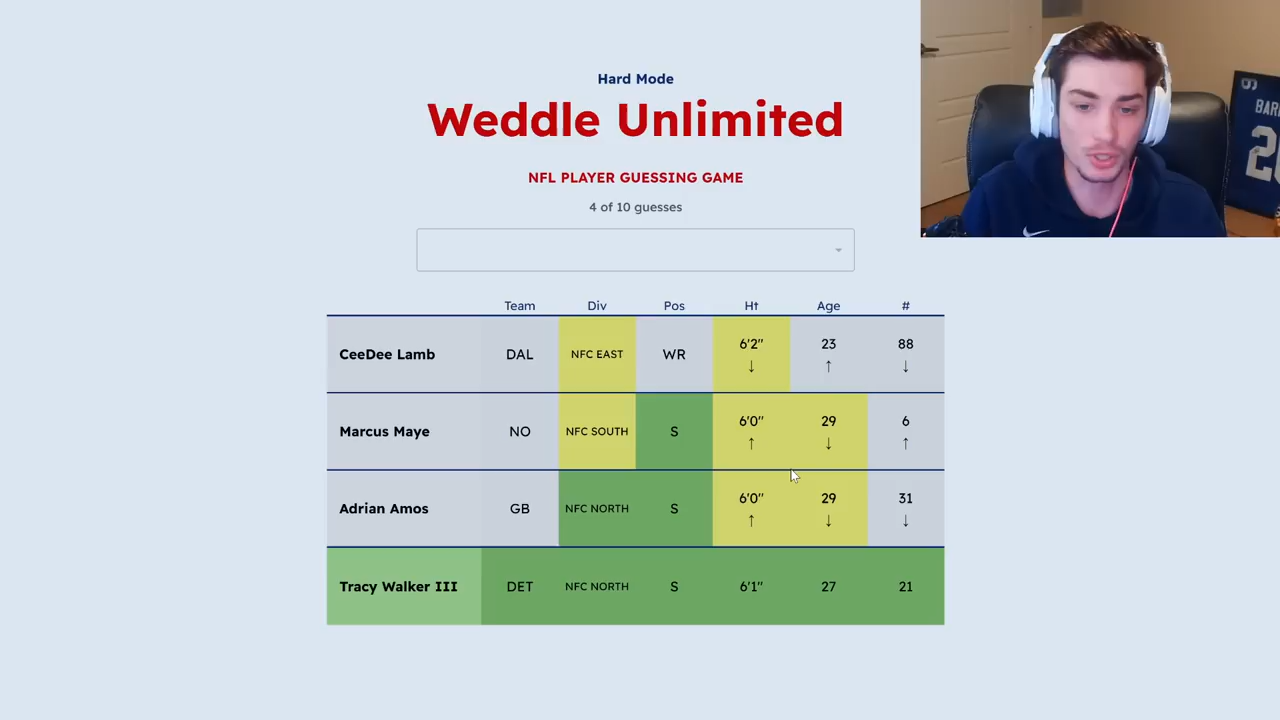 Hard Mode
Weddle Unlimited
NFL PLAYER GUESSING GAME
4 of 10 guesses
Team Div Pos Ht Age #
CeeDee Lamb DAL NFC EAST WR 6'2" ↓ 23 ↑ 88 ↓
Marcus Maye NO NFC SOUTH S 6'0" ↑ 29 ↓ 6 ↑
Adrian Amos GB NFC NORTH S 6'0" ↑ 29 ↓ 31 ↓
Tracy Walker III DET NFC NORTH S 6'1" 27 21